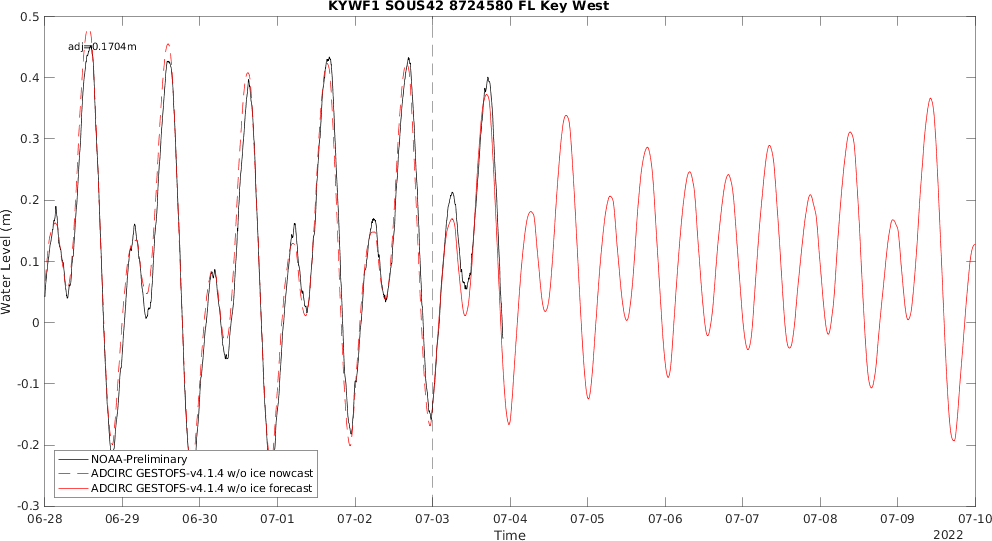 KYWF1 SOUS42 8724580 FL Key West
0.5
adj=0.1704m
0.4
0.3
0.2
0.1
0
-0.1
-0.2
-0.3
Water Level (m)
NOAA-Preliminary
ADCIRC GESTOFS-v4.1.4 w/o ice nowcast
ADCIRC GESTOFS-v4.1.4 w/o ice forecast
06-28 06-29 06-30 07-01 07-02 07-03 07-04 07-05 07-06 07-07 07-08 07-09 07-10
Time
2022